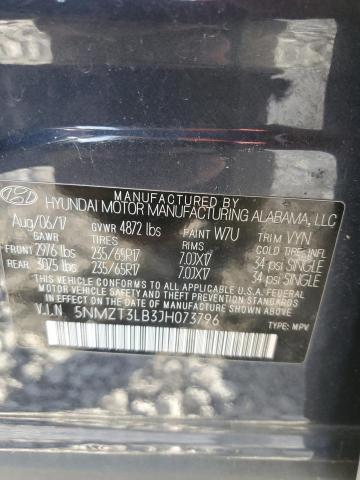 MANUFACTURED BY
HYUNDAI MOTOR MANUFACTURING ALABAMA, LLC
Aug/06/17 GVWR 4872 lbs PAINT W7U TRIM VYN
GAWR TIRES RIMS COLD TIRE INFL.
FRONT 2976 lbs 235/65R17 7.0JX17 34 psi SINGLE
REAR 3075 lbs 235/65R17 7.0JX17 34 psi SINGLE
THIS VEHICLE CONFORMS TO ALL APPLICABLE U.S.A. FEDERAL
MOTOR VEHICLE SAFETY STANDARDS IN EFFECT ON THE
DATE OF MANUFACTURE SHOWN ABOVE.
V.I.N. 5NMZT3LB3JH073796
TYPE: MPV